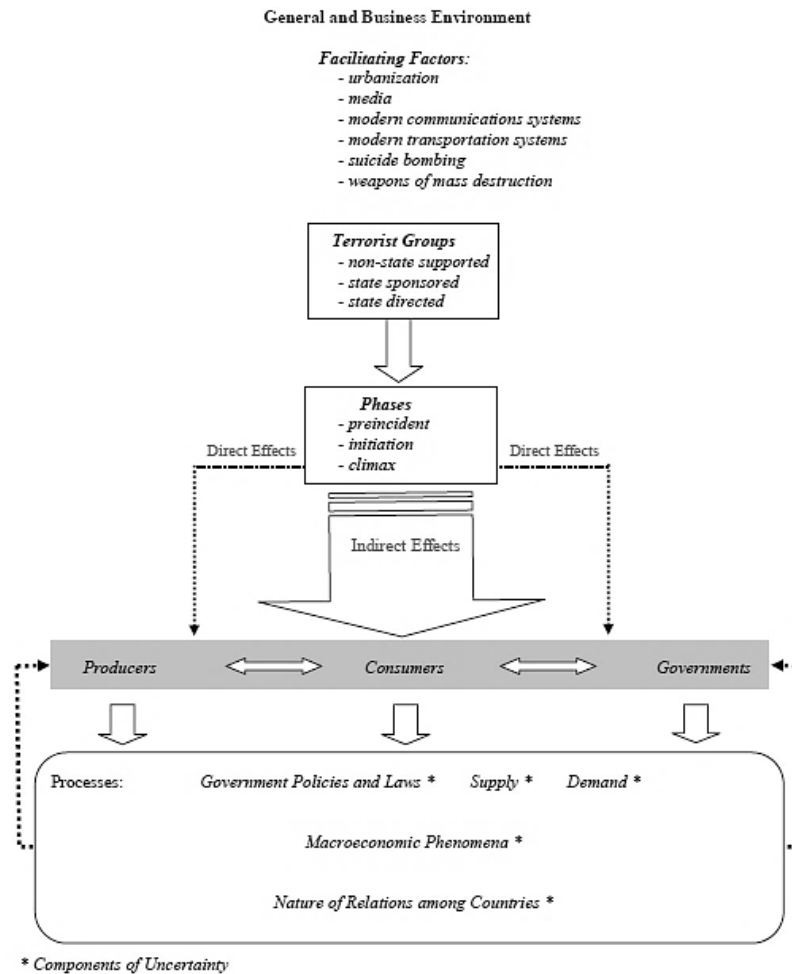 General and Business Environment
Facilitating Factors:
- urbanization
- media
- modern communications systems
- modern transportation systems
- suicide bombing
- weapons of mass destruction
Terrorist Groups
- non-state supported
- state sponsored
- state directed
Phases
- preincident
- initiation
- climax
Direct Effects
Direct Effects
Indirect Effects
Producers Consumers Governments
Processes: Government Policies and Laws * Supply * Demand *
Macroeconomic Phenomena *
Nature of Relations among Countries *
* Components of Uncertainty